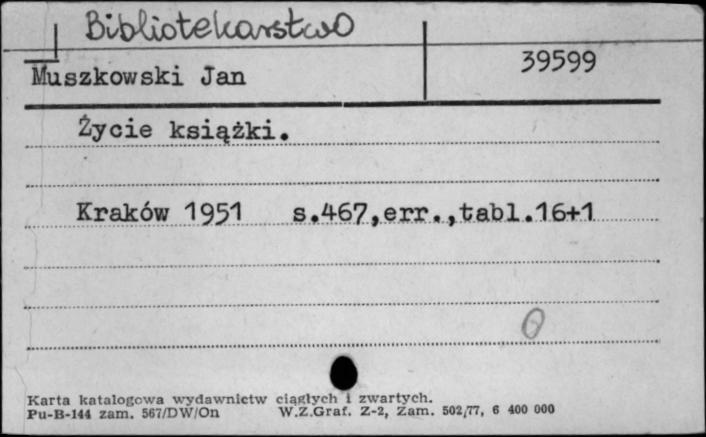 Bibliotekarstwo
Muszkowski Jan 39599
Życie książki.
Kraków 1951 s.467,err.,tabl.16+1
Karta katalogowa wydawnictw ciągłych i zwartych.
Pu-B-144 zam. 567/DW/On W.Z.Graf. Z-2, Zam. 502/77, 6 400 000